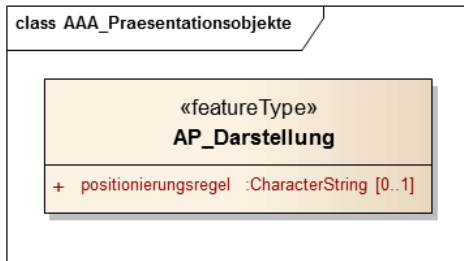 class AAA_Praesentationsobjekte
«featureType»
AP_Darstellung
+ positionierungsregel :CharacterString [0..1]